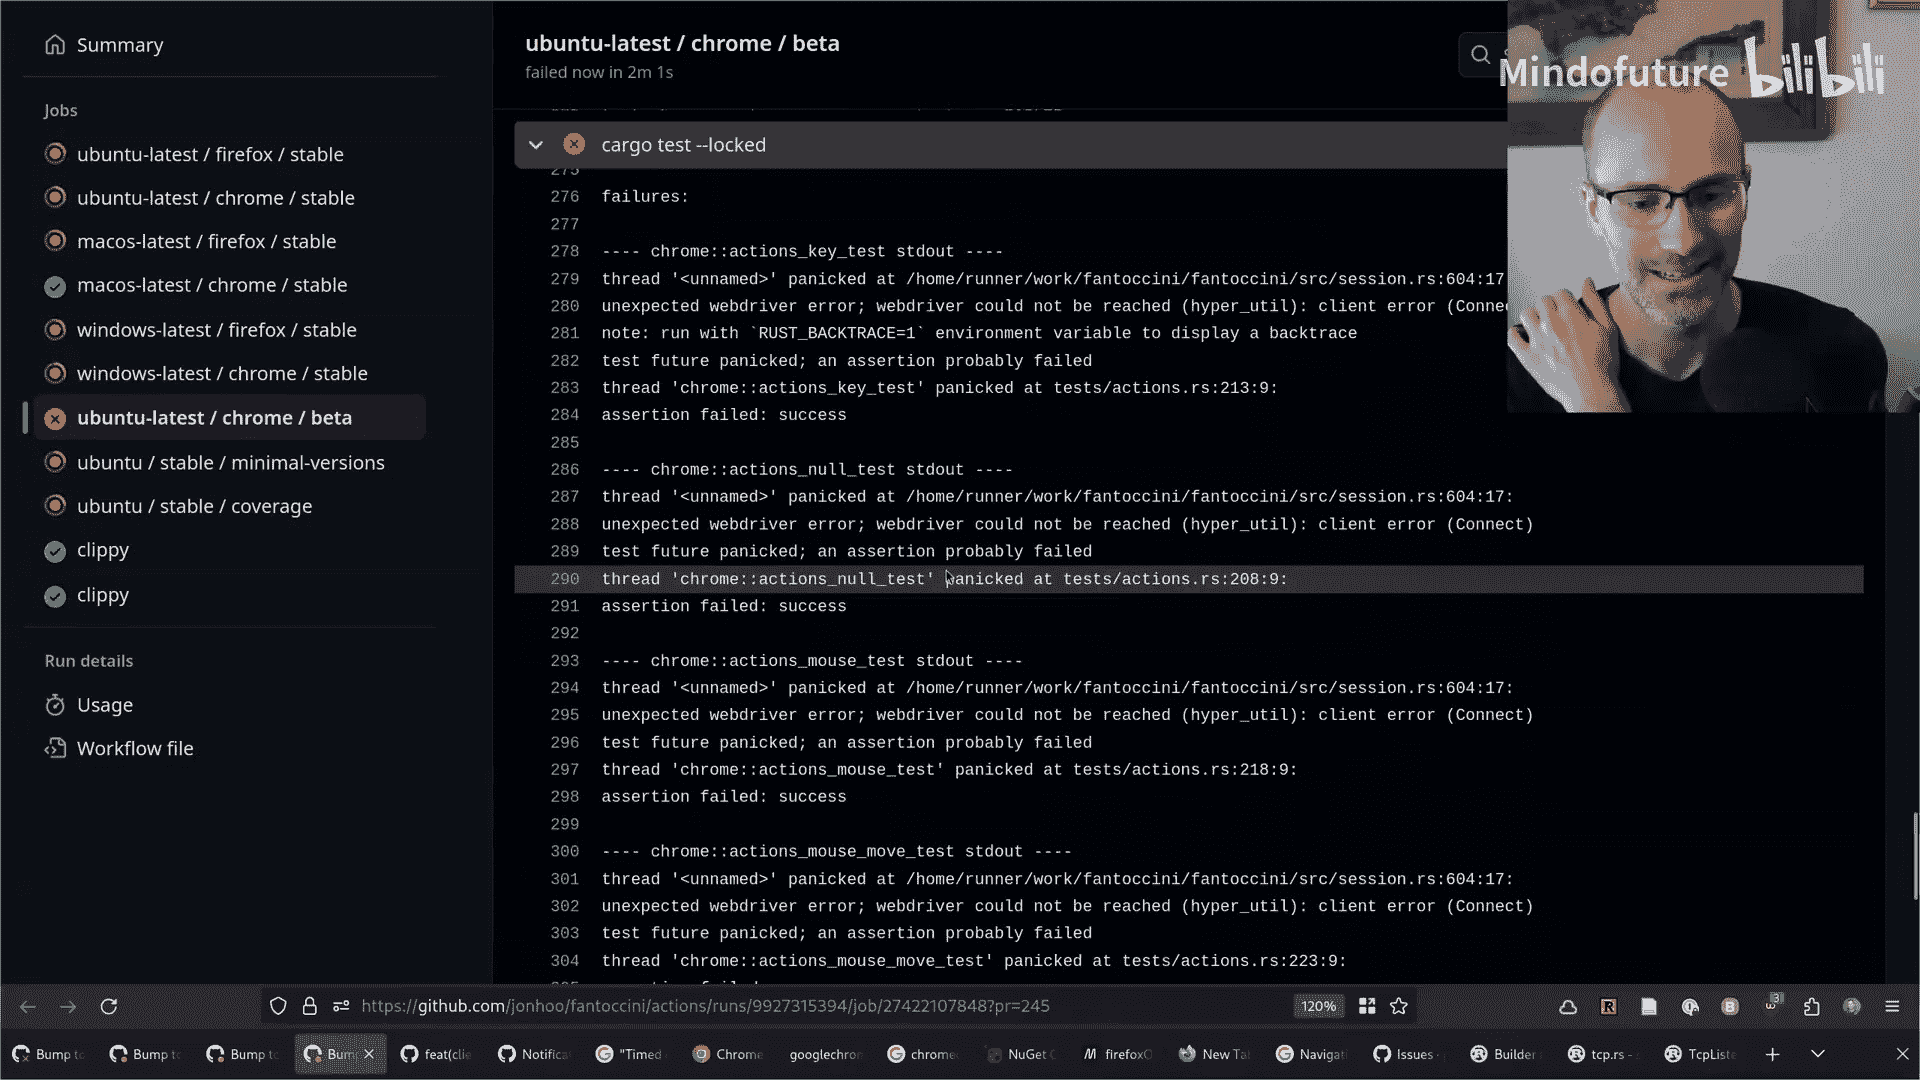 Summary
Jobs
ubuntu-latest / firefox / stable
ubuntu-latest / chrome / stable
macos-latest / firefox / stable
macos-latest / chrome / stable
windows-latest / firefox / stable
windows-latest / chrome / stable
ubuntu-latest / chrome / beta
ubuntu / stable / minimal-versions
ubuntu / stable / coverage
clippy
clippy
Run details
Usage
Workflow file
ubuntu-latest / chrome / beta
failed now in 2m 1s
Mindofuture bilibili
cargo test --locked
275
276 failures:
277
278 ---- chrome::actions_key_test stdout ----
279 thread '<unnamed>' panicked at /home/runner/work/fantoccini/fantoccini/src/session.rs:604:17
280 unexpected webdriver error; webdriver could not be reached (hyper_util): client error (Connec
281 note: run with `RUST_BACKTRACE=1` environment variable to display a backtrace
282 test future panicked; an assertion probably failed
283 thread 'chrome::actions_key_test' panicked at tests/actions.rs:213:9:
284 assertion failed: success
285
286 ---- chrome::actions_null_test stdout ----
287 thread '<unnamed>' panicked at /home/runner/work/fantoccini/fantoccini/src/session.rs:604:17:
288 unexpected webdriver error; webdriver could not be reached (hyper_util): client error (Connect)
289 test future panicked; an assertion probably failed
290 thread 'chrome::actions_null_test' panicked at tests/actions.rs:208:9:
291 assertion failed: success
292
293 ---- chrome::actions_mouse_test stdout ----
294 thread '<unnamed>' panicked at /home/runner/work/fantoccini/fantoccini/src/session.rs:604:17:
295 unexpected webdriver error; webdriver could not be reached (hyper_util): client error (Connect)
296 test future panicked; an assertion probably failed
297 thread 'chrome::actions_mouse_test' panicked at tests/actions.rs:218:9:
298 assertion failed: success
299
300 ---- chrome::actions_mouse_move_test stdout ----
301 thread '<unnamed>' panicked at /home/runner/work/fantoccini/fantoccini/src/session.rs:604:17:
302 unexpected webdriver error; webdriver could not be reached (hyper_util): client error (Connect)
303 test future panicked; an assertion probably failed
304 thread 'chrome::actions_mouse_move_test' panicked at tests/actions.rs:223:9:
https://github.com/jonhoo/fantoccini/actions/runs/9927315394/job/27422107848?pr=245 120% 3
Bump to Bump to Bump to Bum feat(clie Notifica "Timed Chrome googlechron chrome NuGet firefoxO New Ta Navigat Issues Builder tcp.rs - TcpListe